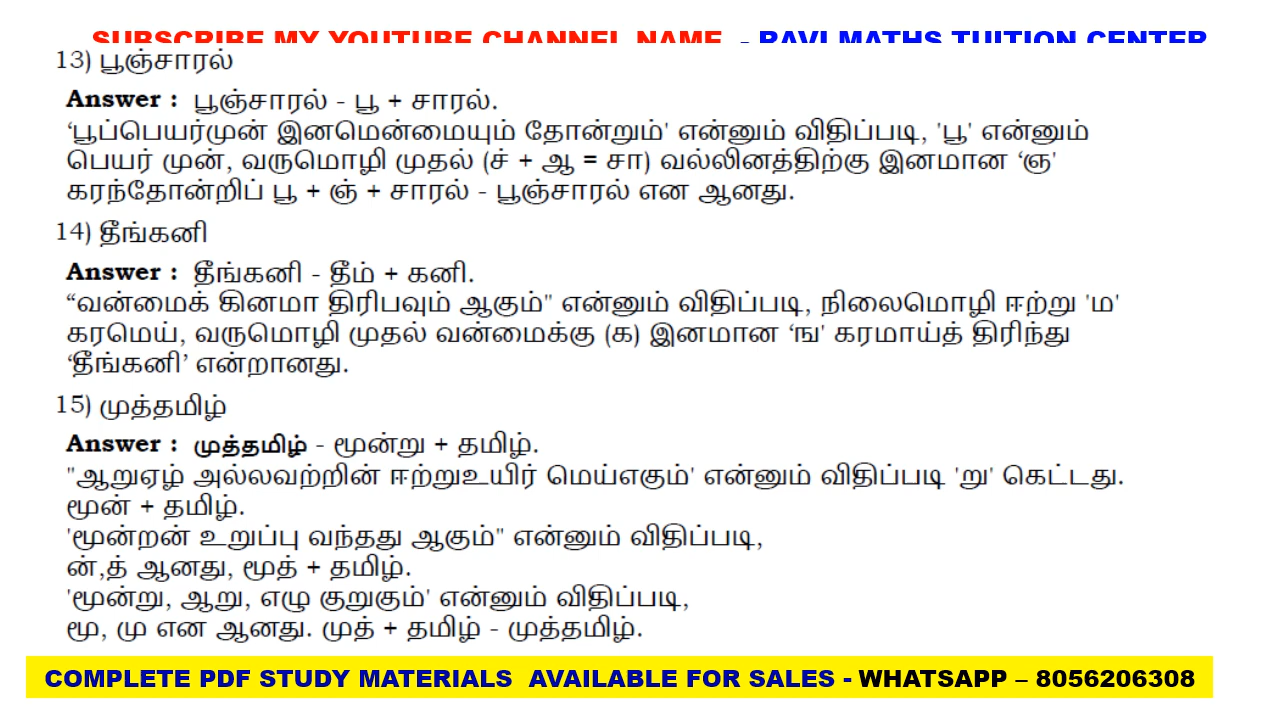 SUBSCRIBE MY YOUTUBE CHANNEL NAME - RAVI MATHS TUITION CENTER
13) பூஞ்சாரல்
Answer : பூஞ்சாரல் - பூ + சாரல்.
‘பூப்பெயர்முன் இனமென்மையும் தோன்றும்' என்னும் விதிப்படி, 'பூ' என்னும்
பெயர் முன், வருமொழி முதல் (ச் + ஆ = சா) வல்லினத்திற்கு இனமான ‘ஞ'
கரந்தோன்றிப் பூ + ஞ் + சாரல் - பூஞ்சாரல் என ஆனது.
14) தீங்கனி
Answer : தீங்கனி - தீம் + கனி.
“வன்மைக் கினமா திரிபவும் ஆகும்" என்னும் விதிப்படி, நிலைமொழி ஈற்று 'ம'
கரமெய், வருமொழி முதல் வன்மைக்கு (க) இனமான ‘ங' கரமாய்த் திரிந்து
‘தீங்கனி’ என்றானது.
15) முத்தமிழ்
Answer : முத்தமிழ் - மூன்று + தமிழ்.
"ஆறுஏழ் அல்லவற்றின் ஈற்றுஉயிர் மெய்எகும்' என்னும் விதிப்படி 'று' கெட்டது.
மூன் + தமிழ்.
'மூன்றன் உறுப்பு வந்தது ஆகும்" என்னும் விதிப்படி,
ன்,த் ஆனது, மூத் + தமிழ்.
'மூன்று, ஆறு, எழு குறுகும்' என்னும் விதிப்படி,
மூ, மு என ஆனது. முத் + தமிழ் - முத்தமிழ்.
COMPLETE PDF STUDY MATERIALS AVAILABLE FOR SALES - WHATSAPP – 8056206308